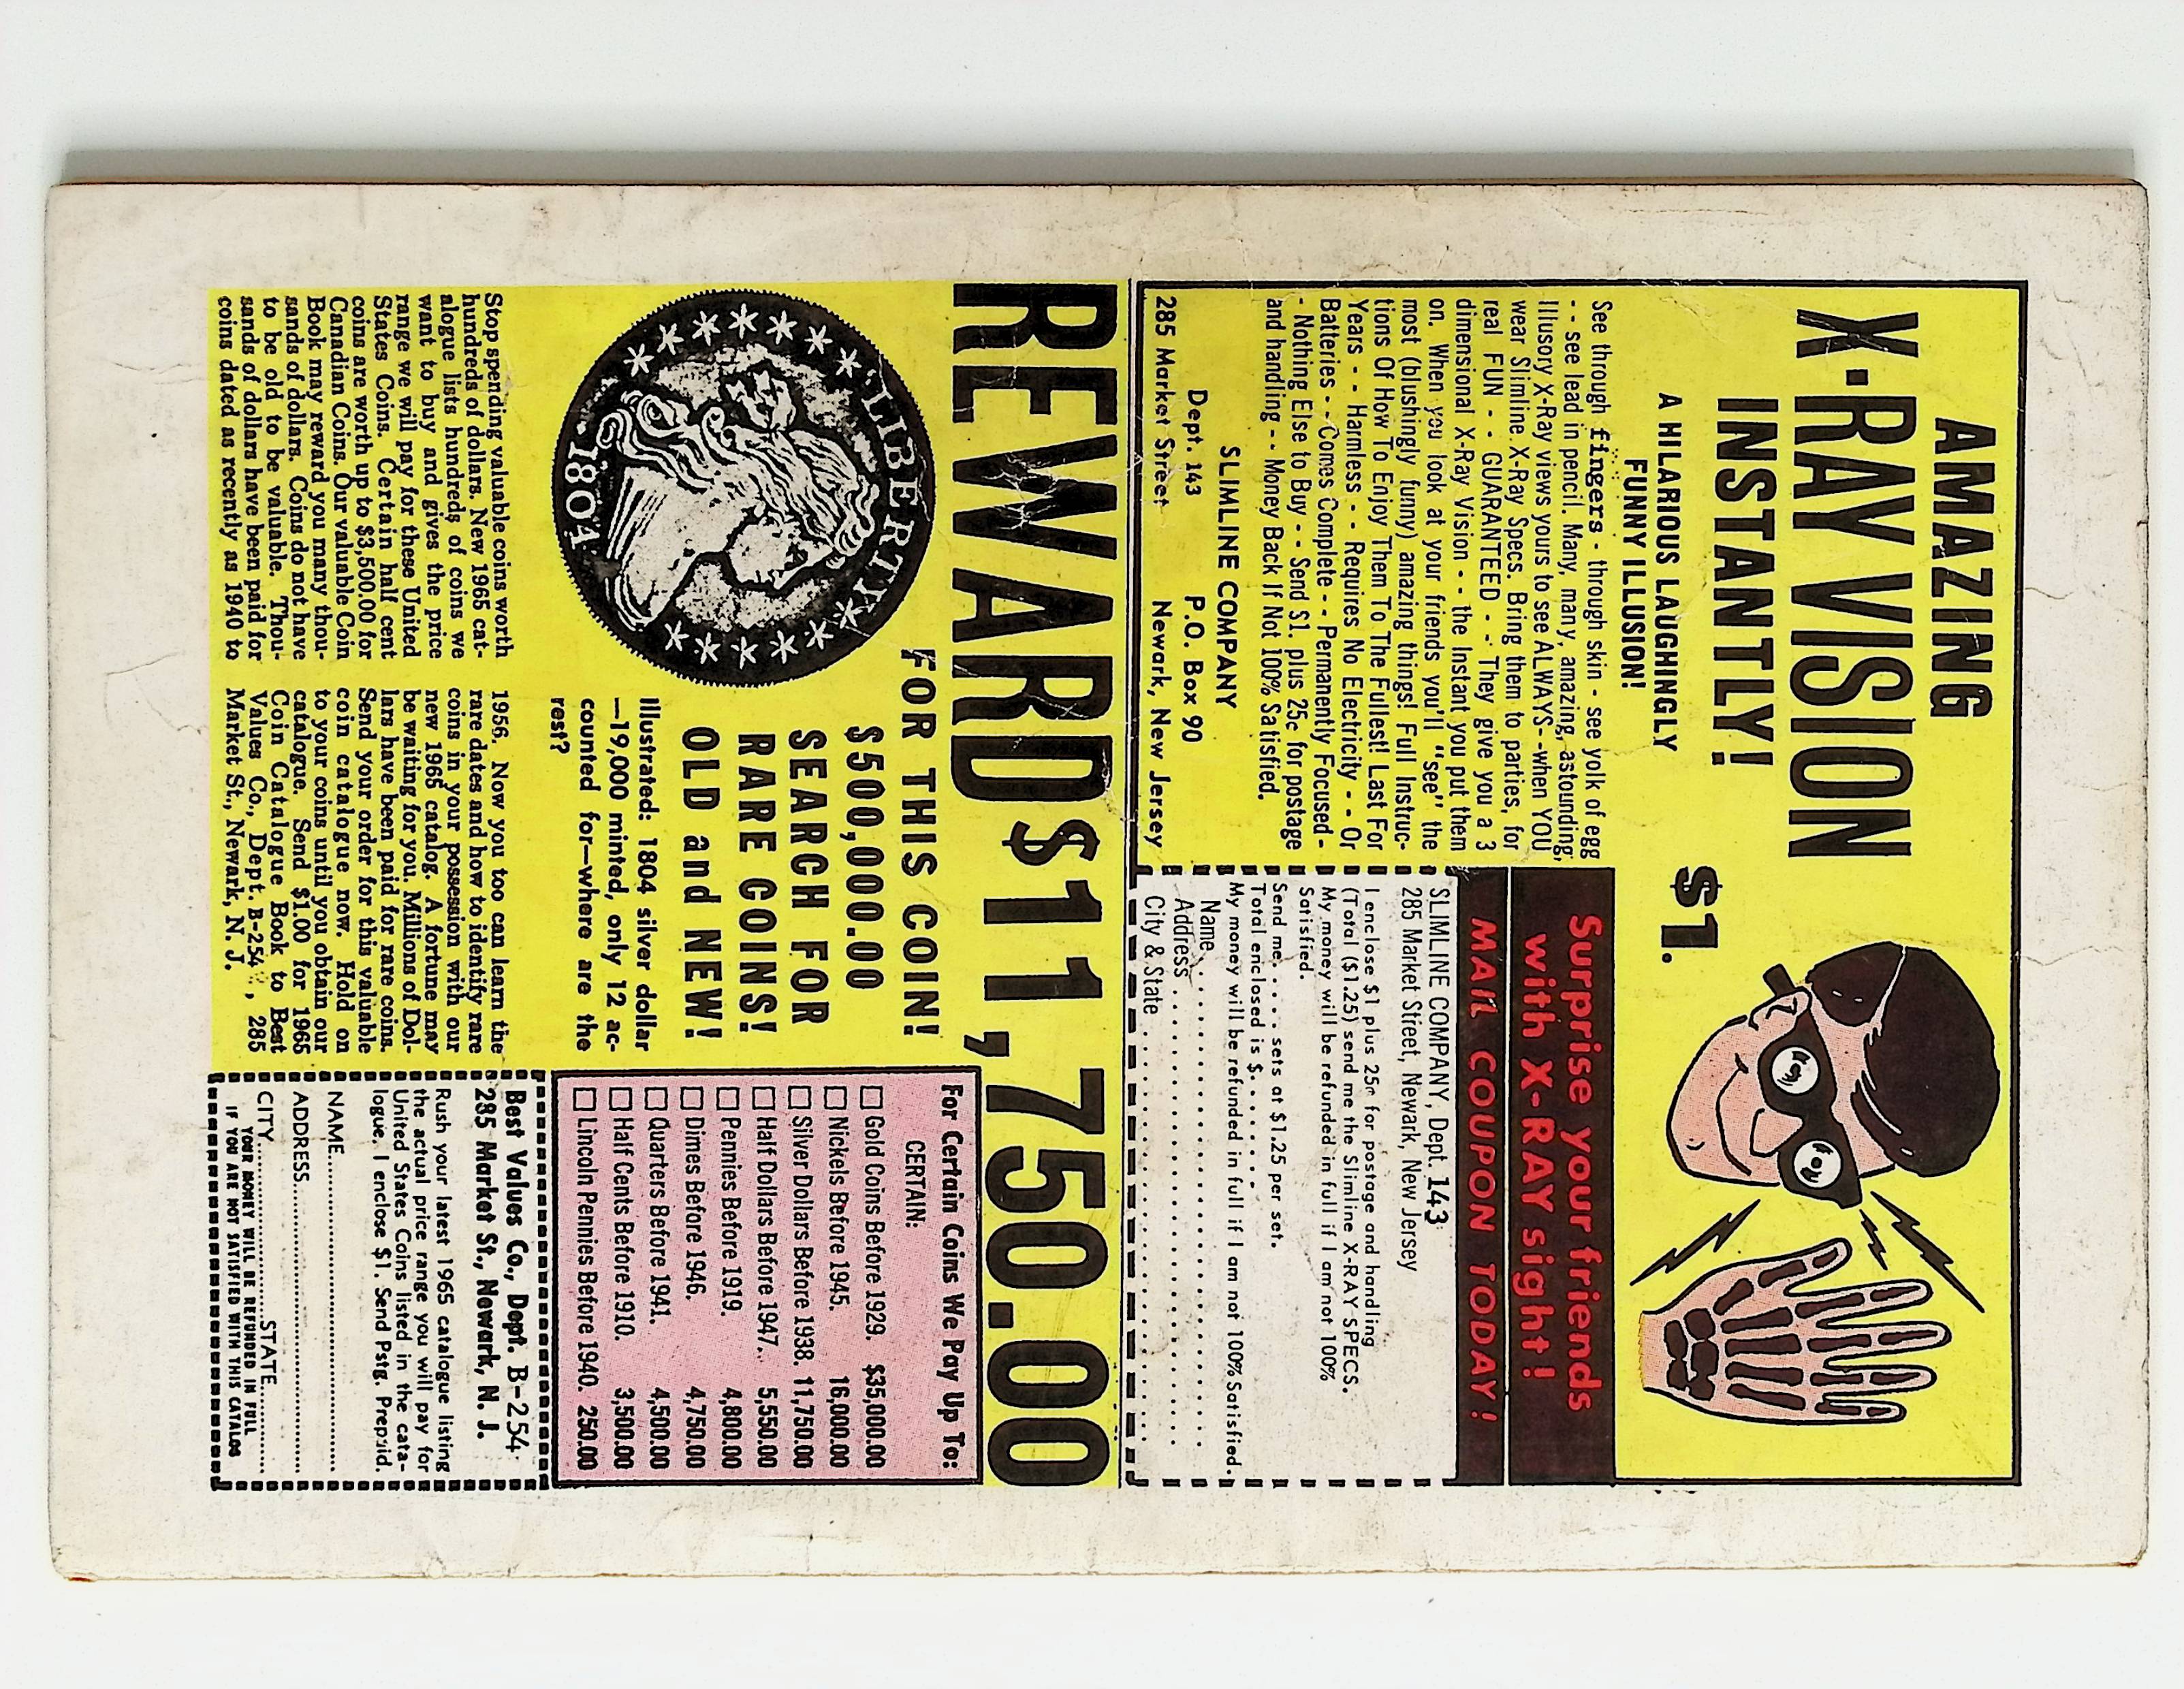 AMAZING
X-RAY VISION
INSTANTLY!
$1.
A HILARIOUS LAUGHINGLY
FUNNY ILLUSION!
See through fingers - through skin - see yolk of egg
-- see lead in pencil. Many, many, amazing, astounding,
illusory X-Ray views yours to see ALWAYS--when YOU
wear Slimline X-Ray Specs. Bring them to parties, for
real FUN -- GUARANTEED -- They give you a 3
dimensional X-Ray Vision -- the Instant you put them
on. When you look at your friends you'll "see" the
most (blushingly funny) amazing things! Full Instruc-
tions Of How To Enjoy Them To The Fullest! Last For
Years -- Harmless -- Requires No Electricity -- Or
Batteries -- Comes Complete -- Permanently Focused -
- Nothing Else to Buy -- Send $1. plus 25c for postage
and handling -- Money Back If Not 100% Satisfied.
SLIMLINE COMPANY
Dept. 143 P.O. Box 90
285 Market Street Newark, New Jersey
Surprise your friends
with X-RAY sight!
MAIL COUPON TODAY!
SLIMLINE COMPANY, Dept. 143
285 Market Street, Newark, New Jersey
I enclose $1 plus 25c for postage and handling
(Total ($1.25) send me the Slimline X-RAY SPECS.
My money will be refunded in full if I am not 100%
Satisfied.
Send me..... sets at $1.25 per set.
Total enclosed is $........
My money will be refunded in full if I am not 100% Satisfied.
Name..........
Address..........
City & State..........
REWARD $11,750.00
FOR THIS COIN!
$500,000.00
SEARCH FOR
RARE COINS!
OLD and NEW!
LIBERTY
1804
Illustrated: 1804 silver dollar
—19,000 minted, only 12 ac-
counted for—where are the
rest?
Stop spending valuable coins worth
hundreds of dollars. New 1965 cat-
alogue lists hundreds of coins we
want to buy and gives the price
range we will pay for these United
States Coins. Certain half cent
coins are worth up to $3,500.00 for
Canadian Coins. Our valuable Coin
Book may reward you many thou-
sands of dollars. Coins do not have
to be old to be valuable. Thou-
sands of dollars have been paid for
coins dated as recently as 1940 to
1956. Now you too can learn the
rare dates and how to identify rare
coins in your possession with our
new 1965 catalog. A fortune may
be waiting for you. Millions of Dol-
lars have been paid for rare coins.
Send your order for this valuable
coin catalogue now. Hold on
to your coins until you obtain our
catalogue. Send $1.00 for 1965
Coin Catalogue Book to Best
Values Co., Dept. B-254, 285
Market St., Newark, N. J.
For Certain Coins We Pay Up To:
CERTAIN:
Gold Coins Before 1929. $35,000.00
Nickels Before 1945. 16,000.00
Silver Dollars Before 1938. 11,750.00
Half Dollars Before 1947. 5,550.00
Pennies Before 1919. 4,800.00
Dimes Before 1946. 4,750.00
Quarters Before 1941. 4,500.00
Half Cents Before 1910. 3,500.00
Lincoln Pennies Before 1940. 250.00
Best Values Co., Dept. B-254
285 Market St., Newark, N. J.
Rush your latest 1965 catalogue listing
the actual price range you will pay for
United States Coins listed in the cata-
logue. I enclose $1. Send Pstg. Prepaid.
NAME..........
ADDRESS..........
CITY..........STATE..........
YOUR MONEY WILL BE REFUNDED IN FULL
IF YOU ARE NOT SATISFIED WITH THIS CATALOG